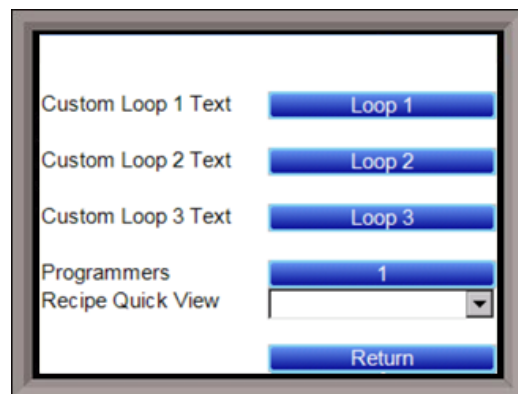 Custom Loop 1 Text Loop 1
Custom Loop 2 Text Loop 2
Custom Loop 3 Text Loop 3
Programmers 1
Recipe Quick View
Return